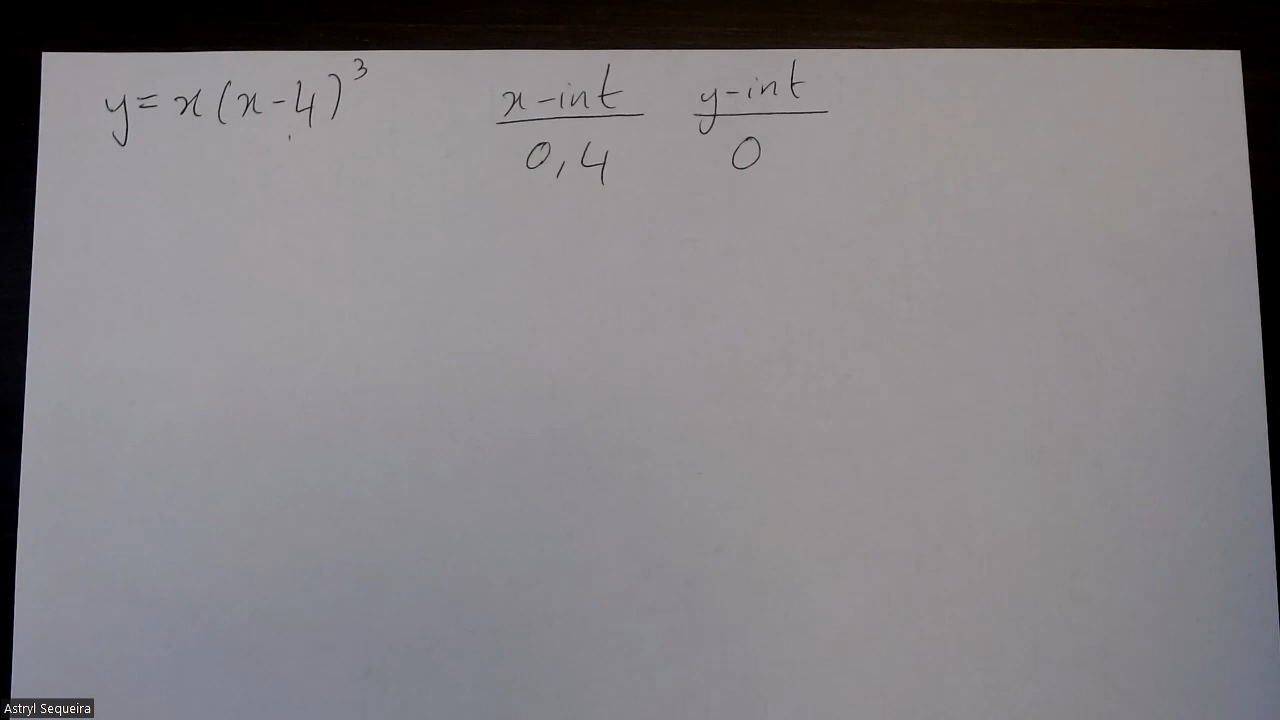 y = x(x-4)³
x-int y-int
0, 4 0
Astryl Sequeira